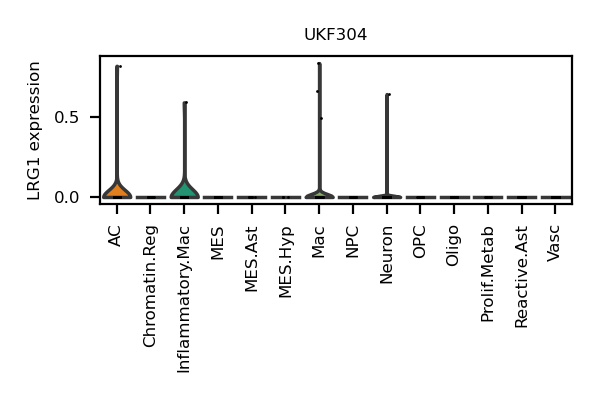 UKF304
LRG1 expression
0.5
0.0
AC
Chromatin.Reg
Inflammatory.Mac
MES
MES.Ast
MES.Hyp
Mac
NPC
Neuron
OPC
Oligo
Prolif.Metab
Reactive.Ast
Vasc